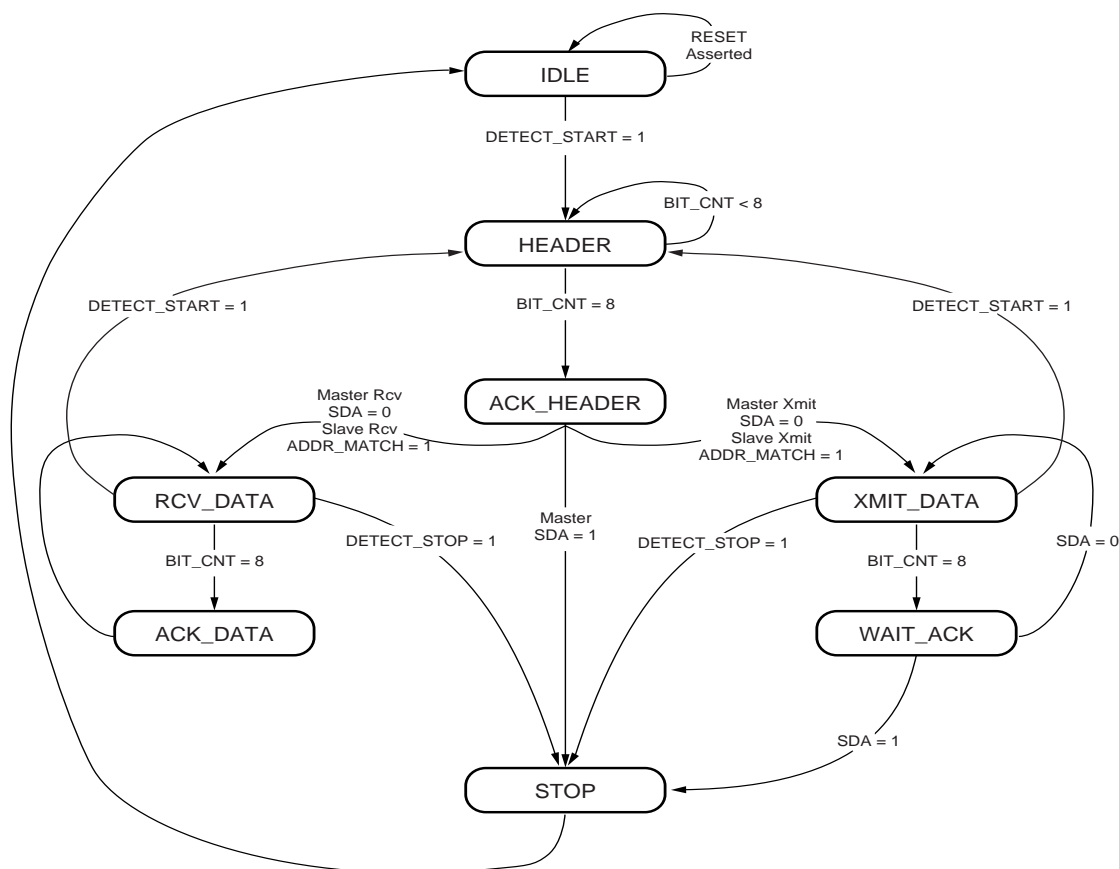 RESET
Asserted
IDLE
DETECT_START = 1
BIT_CNT < 8
HEADER
DETECT_START = 1
BIT_CNT = 8
DETECT_START = 1
Master Rcv
SDA = 0
Slave Rcv
ADDR_MATCH = 1
ACK_HEADER
Master Xmit
SDA = 0
Slave Xmit
ADDR_MATCH = 1
RCV_DATA
XMIT_DATA
DETECT_STOP = 1
Master
SDA = 1
DETECT_STOP = 1
SDA = 0
BIT_CNT = 8
BIT_CNT = 8
ACK_DATA
WAIT_ACK
SDA = 1
STOP